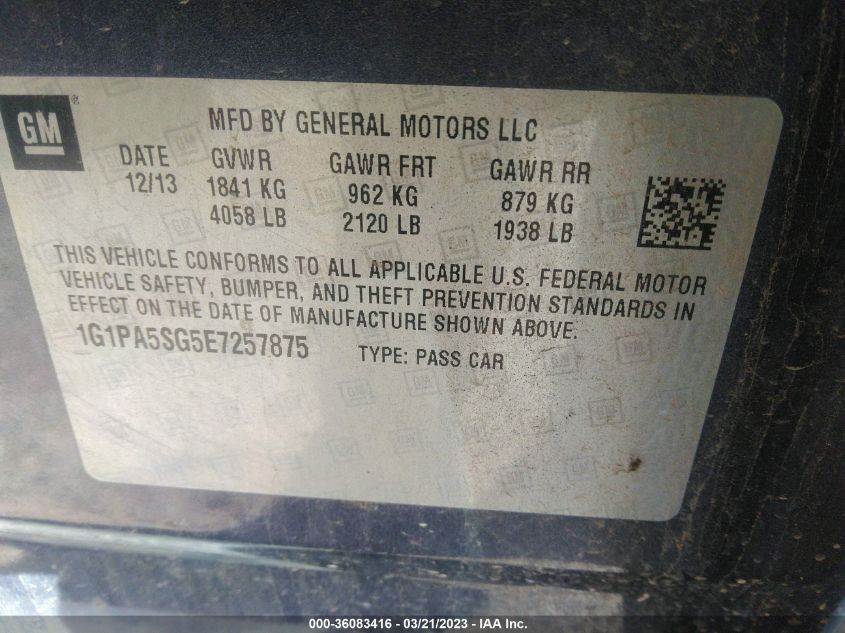 GM®
MFD BY GENERAL MOTORS LLC
DATE GVWR GAWR FRT GAWR RR
12/13 1841 KG 962 KG 879 KG
4058 LB 2120 LB 1938 LB
THIS VEHICLE CONFORMS TO ALL APPLICABLE U.S. FEDERAL MOTOR
VEHICLE SAFETY, BUMPER, AND THEFT PREVENTION STANDARDS IN
EFFECT ON THE DATE OF MANUFACTURE SHOWN ABOVE.
1G1PA5SG5E7257875 TYPE: PASS CAR
000-36083416 - 03/21/2023 - IAA Inc.